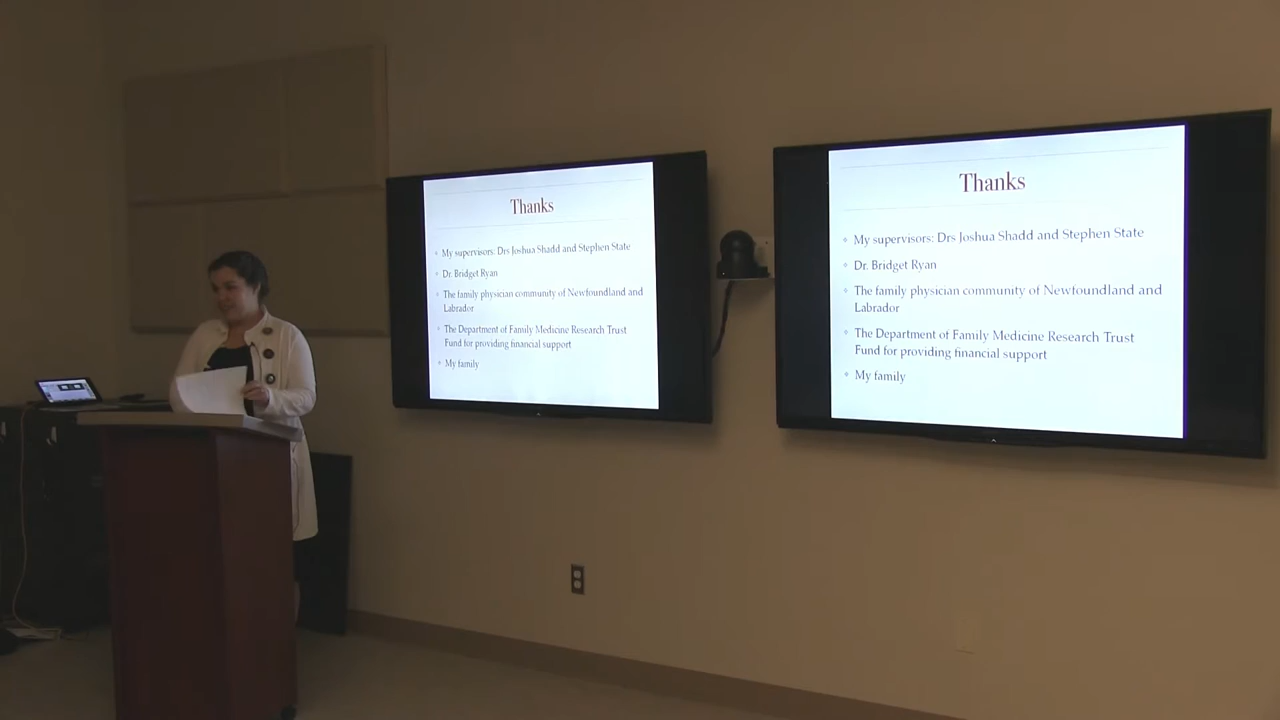 Thanks
My supervisors: Drs Joshua Shadd and Stephen State
Dr. Bridget Ryan
The family physician community of Newfoundland and
Labrador
The Department of Family Medicine Research Trust
Fund for providing financial support
My family
Thanks
My supervisors: Drs Joshua Shadd and Stephen State
Dr. Bridget Ryan
The family physician community of Newfoundland and
Labrador
The Department of Family Medicine Research Trust
Fund for providing financial support
My family